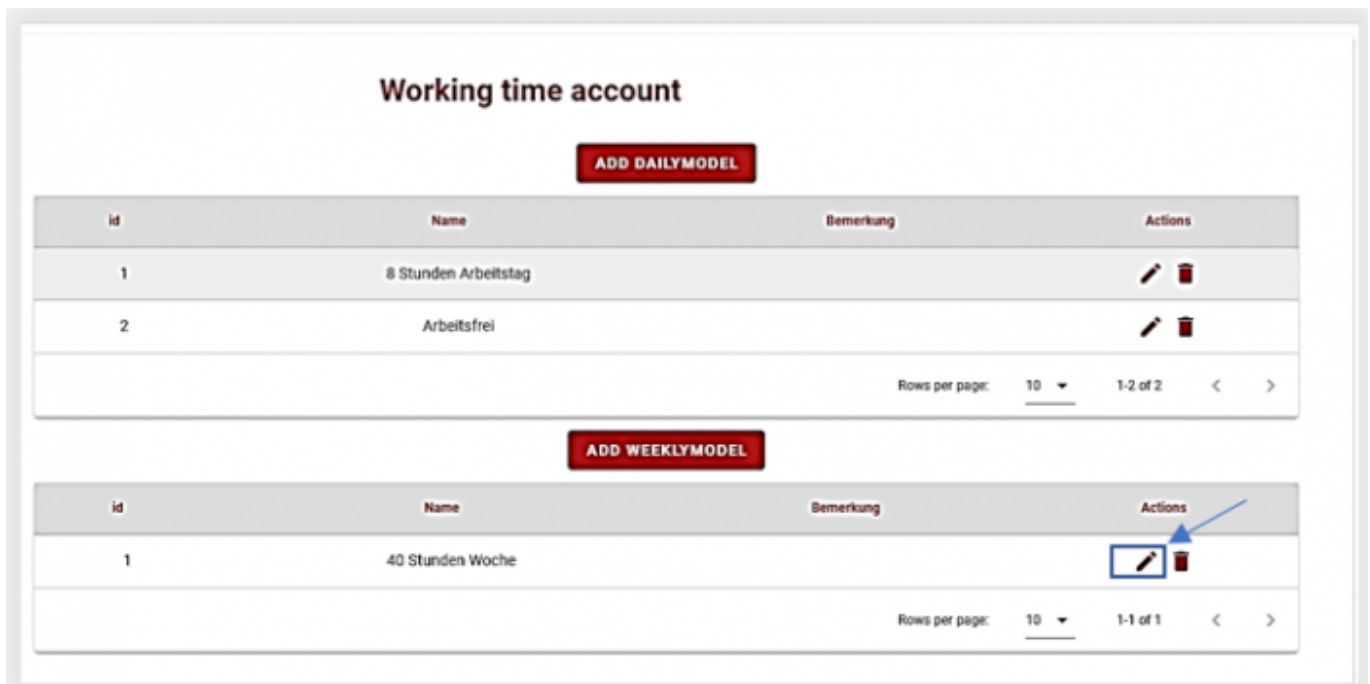 Working time account
ADD DAILYMODEL
id Name Bemerkung Actions
1 8 Stunden Arbeitstag
2 Arbeitsfrei
Rows per page: 10 1-2 of 2
ADD WEEKLYMODEL
id Name Bemerkung Actions
1 40 Stunden Woche
Rows per page: 10 1-1 of 1